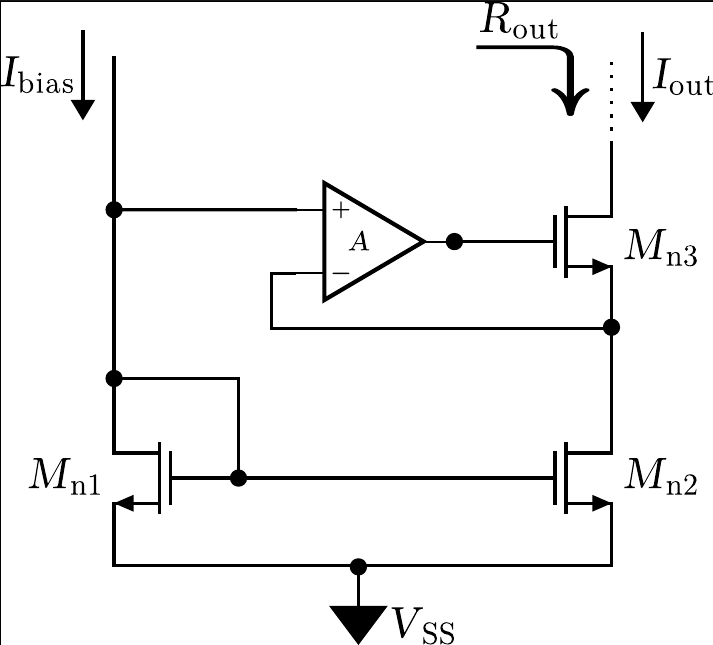 R_out
I_bias
I_out
+
A
−
M_n3
M_n1
M_n2
V_SS